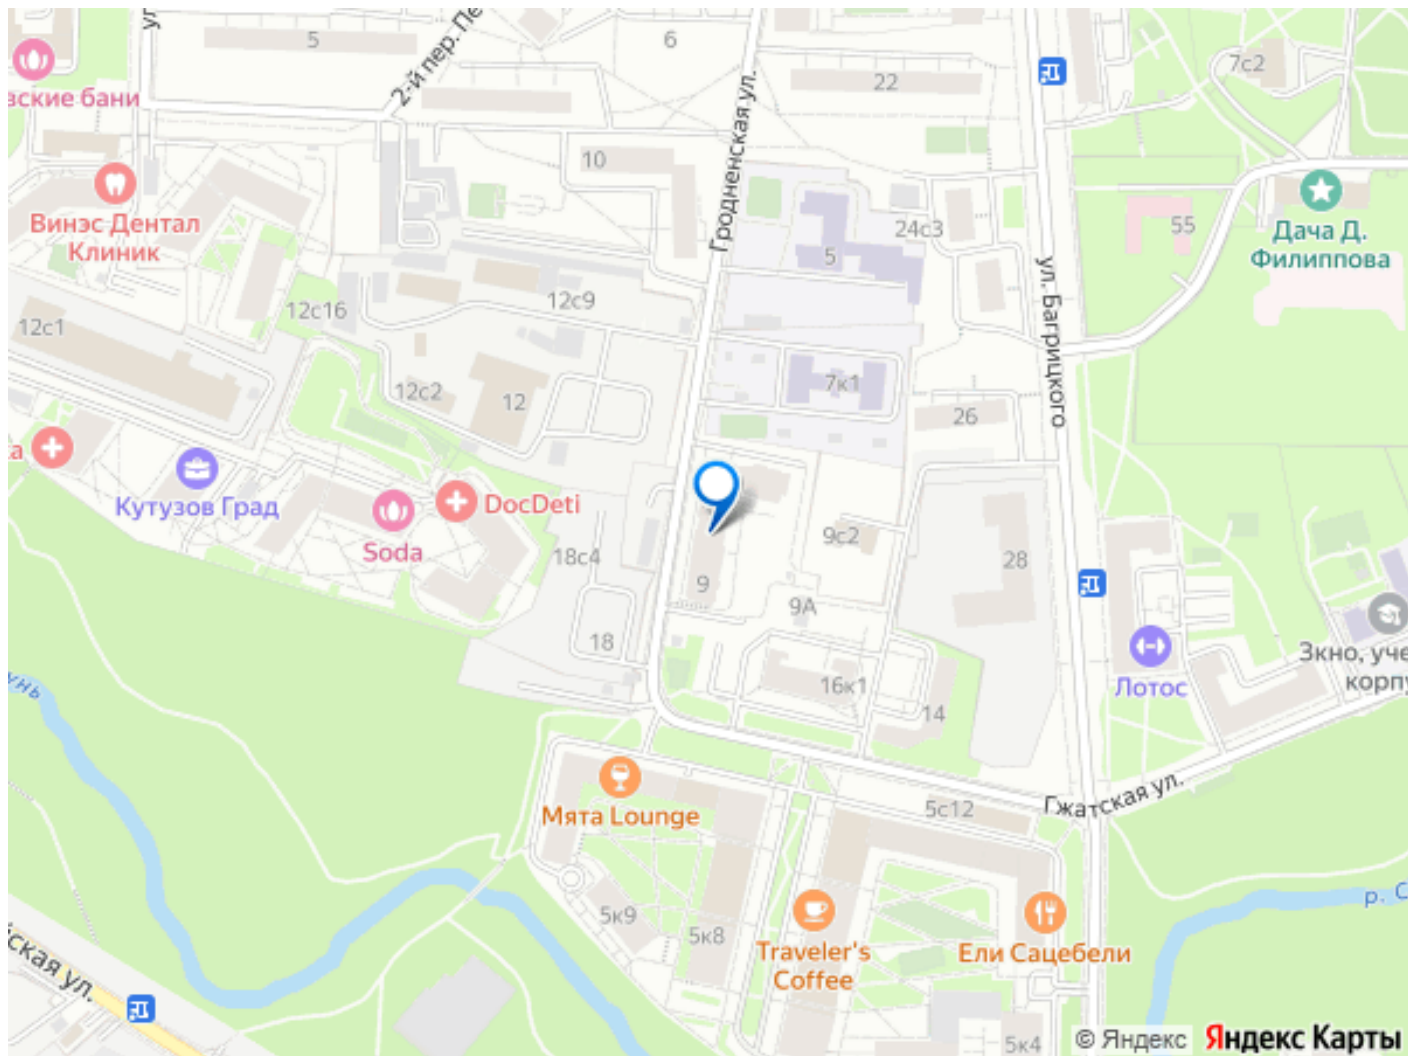 5
6
2-й пер. Пе
ские бани
Гродненская ул.
22
7с2
10
Винэс Дентал
Клиник
24с3
55
Дача Д.
Филиппова
5
ул. Багрицкого
12с9
12с16
12с1
7к1
12с2
12
26
Кутузов Град
DocDeti
Soda
18с4
9с2
28
9
9А
18
Зкно, уче
корпу
16к1
Лотос
14
унь
Гжатская ул.
Мята Lounge
5с12
5к9
5к8
Traveler's
Coffee
Ели Сацебели
р. С
ская ул.
5к4
© Яндекс
Яндекс Карты